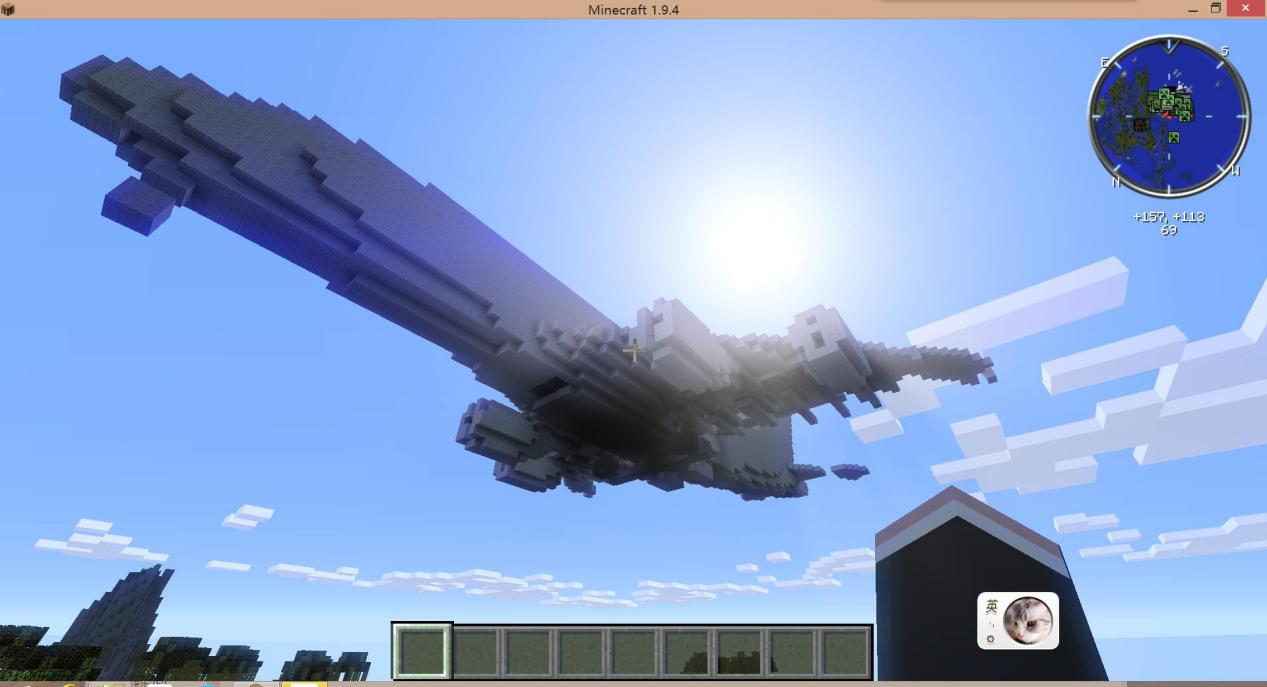 Minecraft 1.9.4
E
S
N
W
+157, +113
69
英